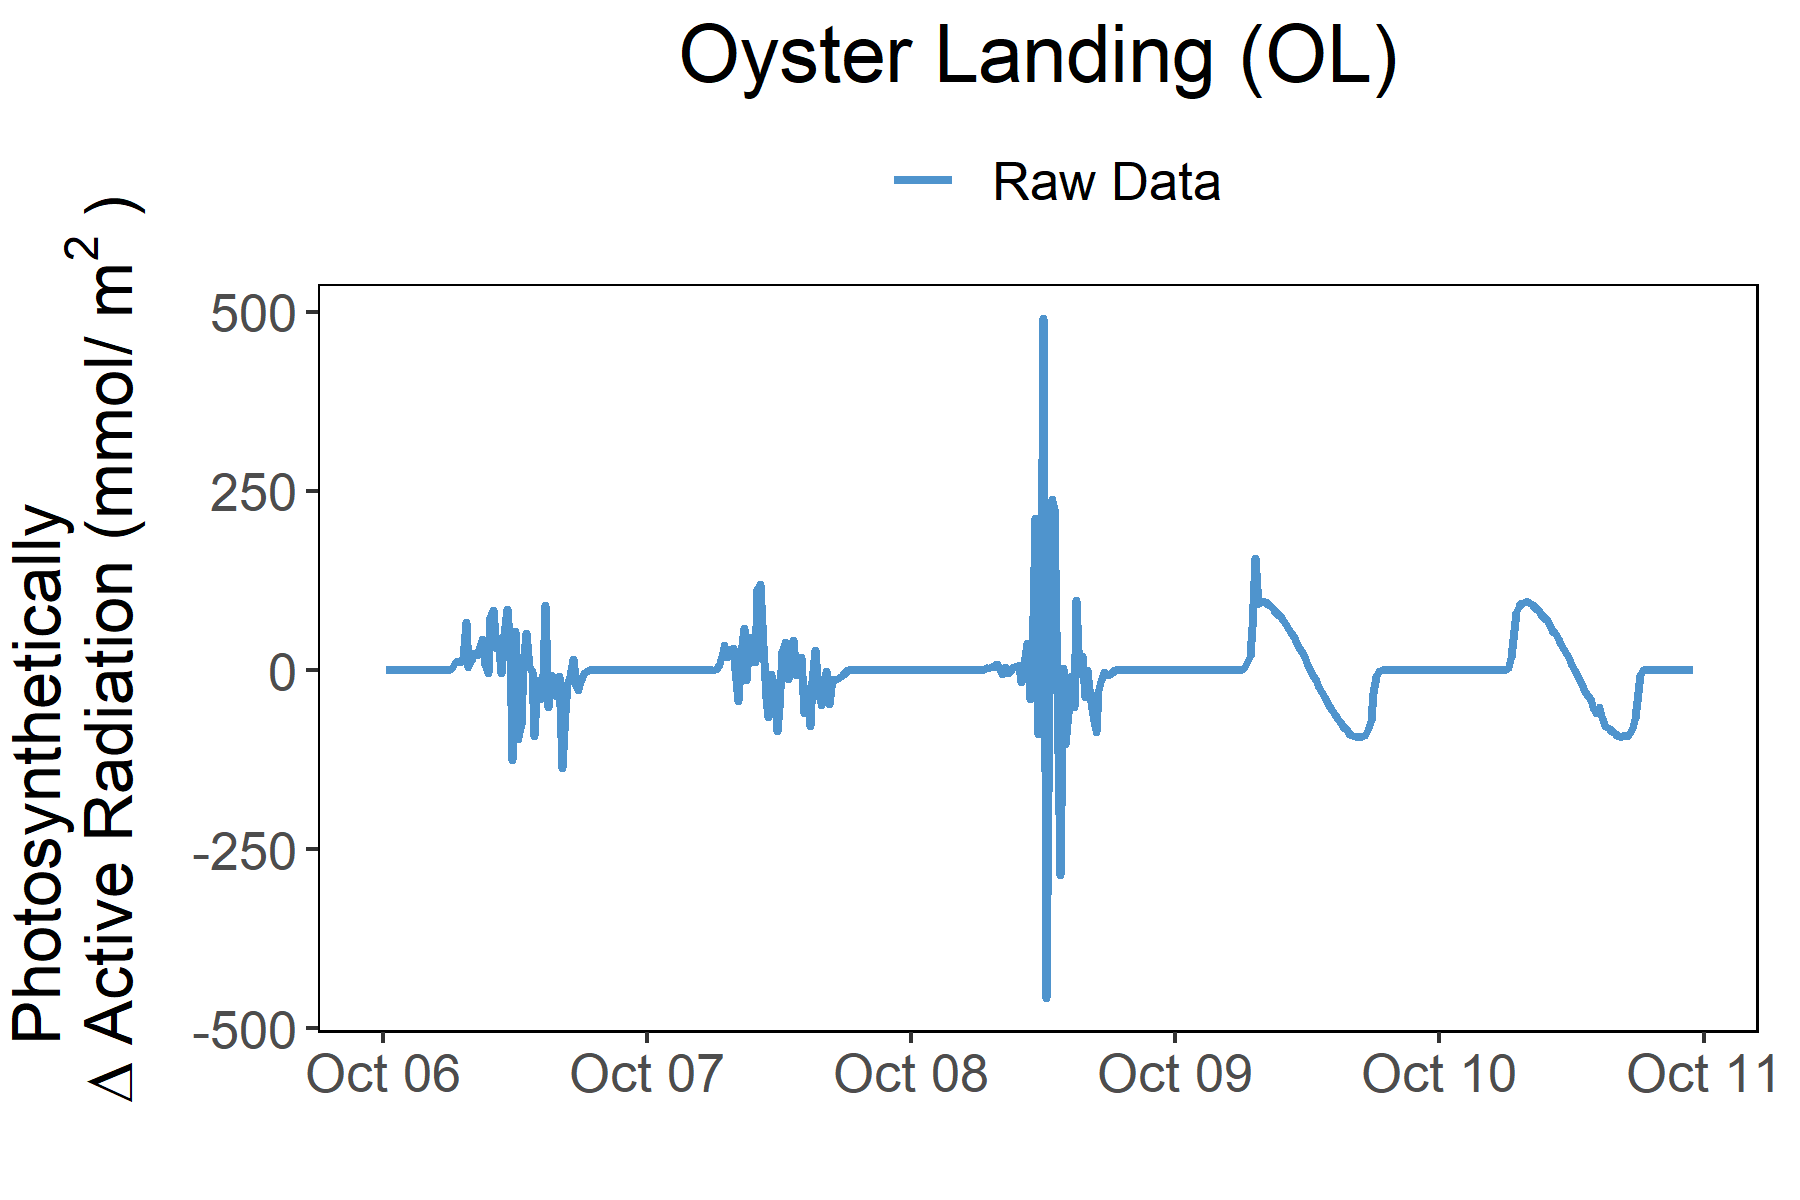 Oyster Landing (OL)
Raw Data
Photosynthetically
Δ Active Radiation (mmol/ m² )
500
250
0
-250
-500
Oct 06
Oct 07
Oct 08
Oct 09
Oct 10
Oct 11